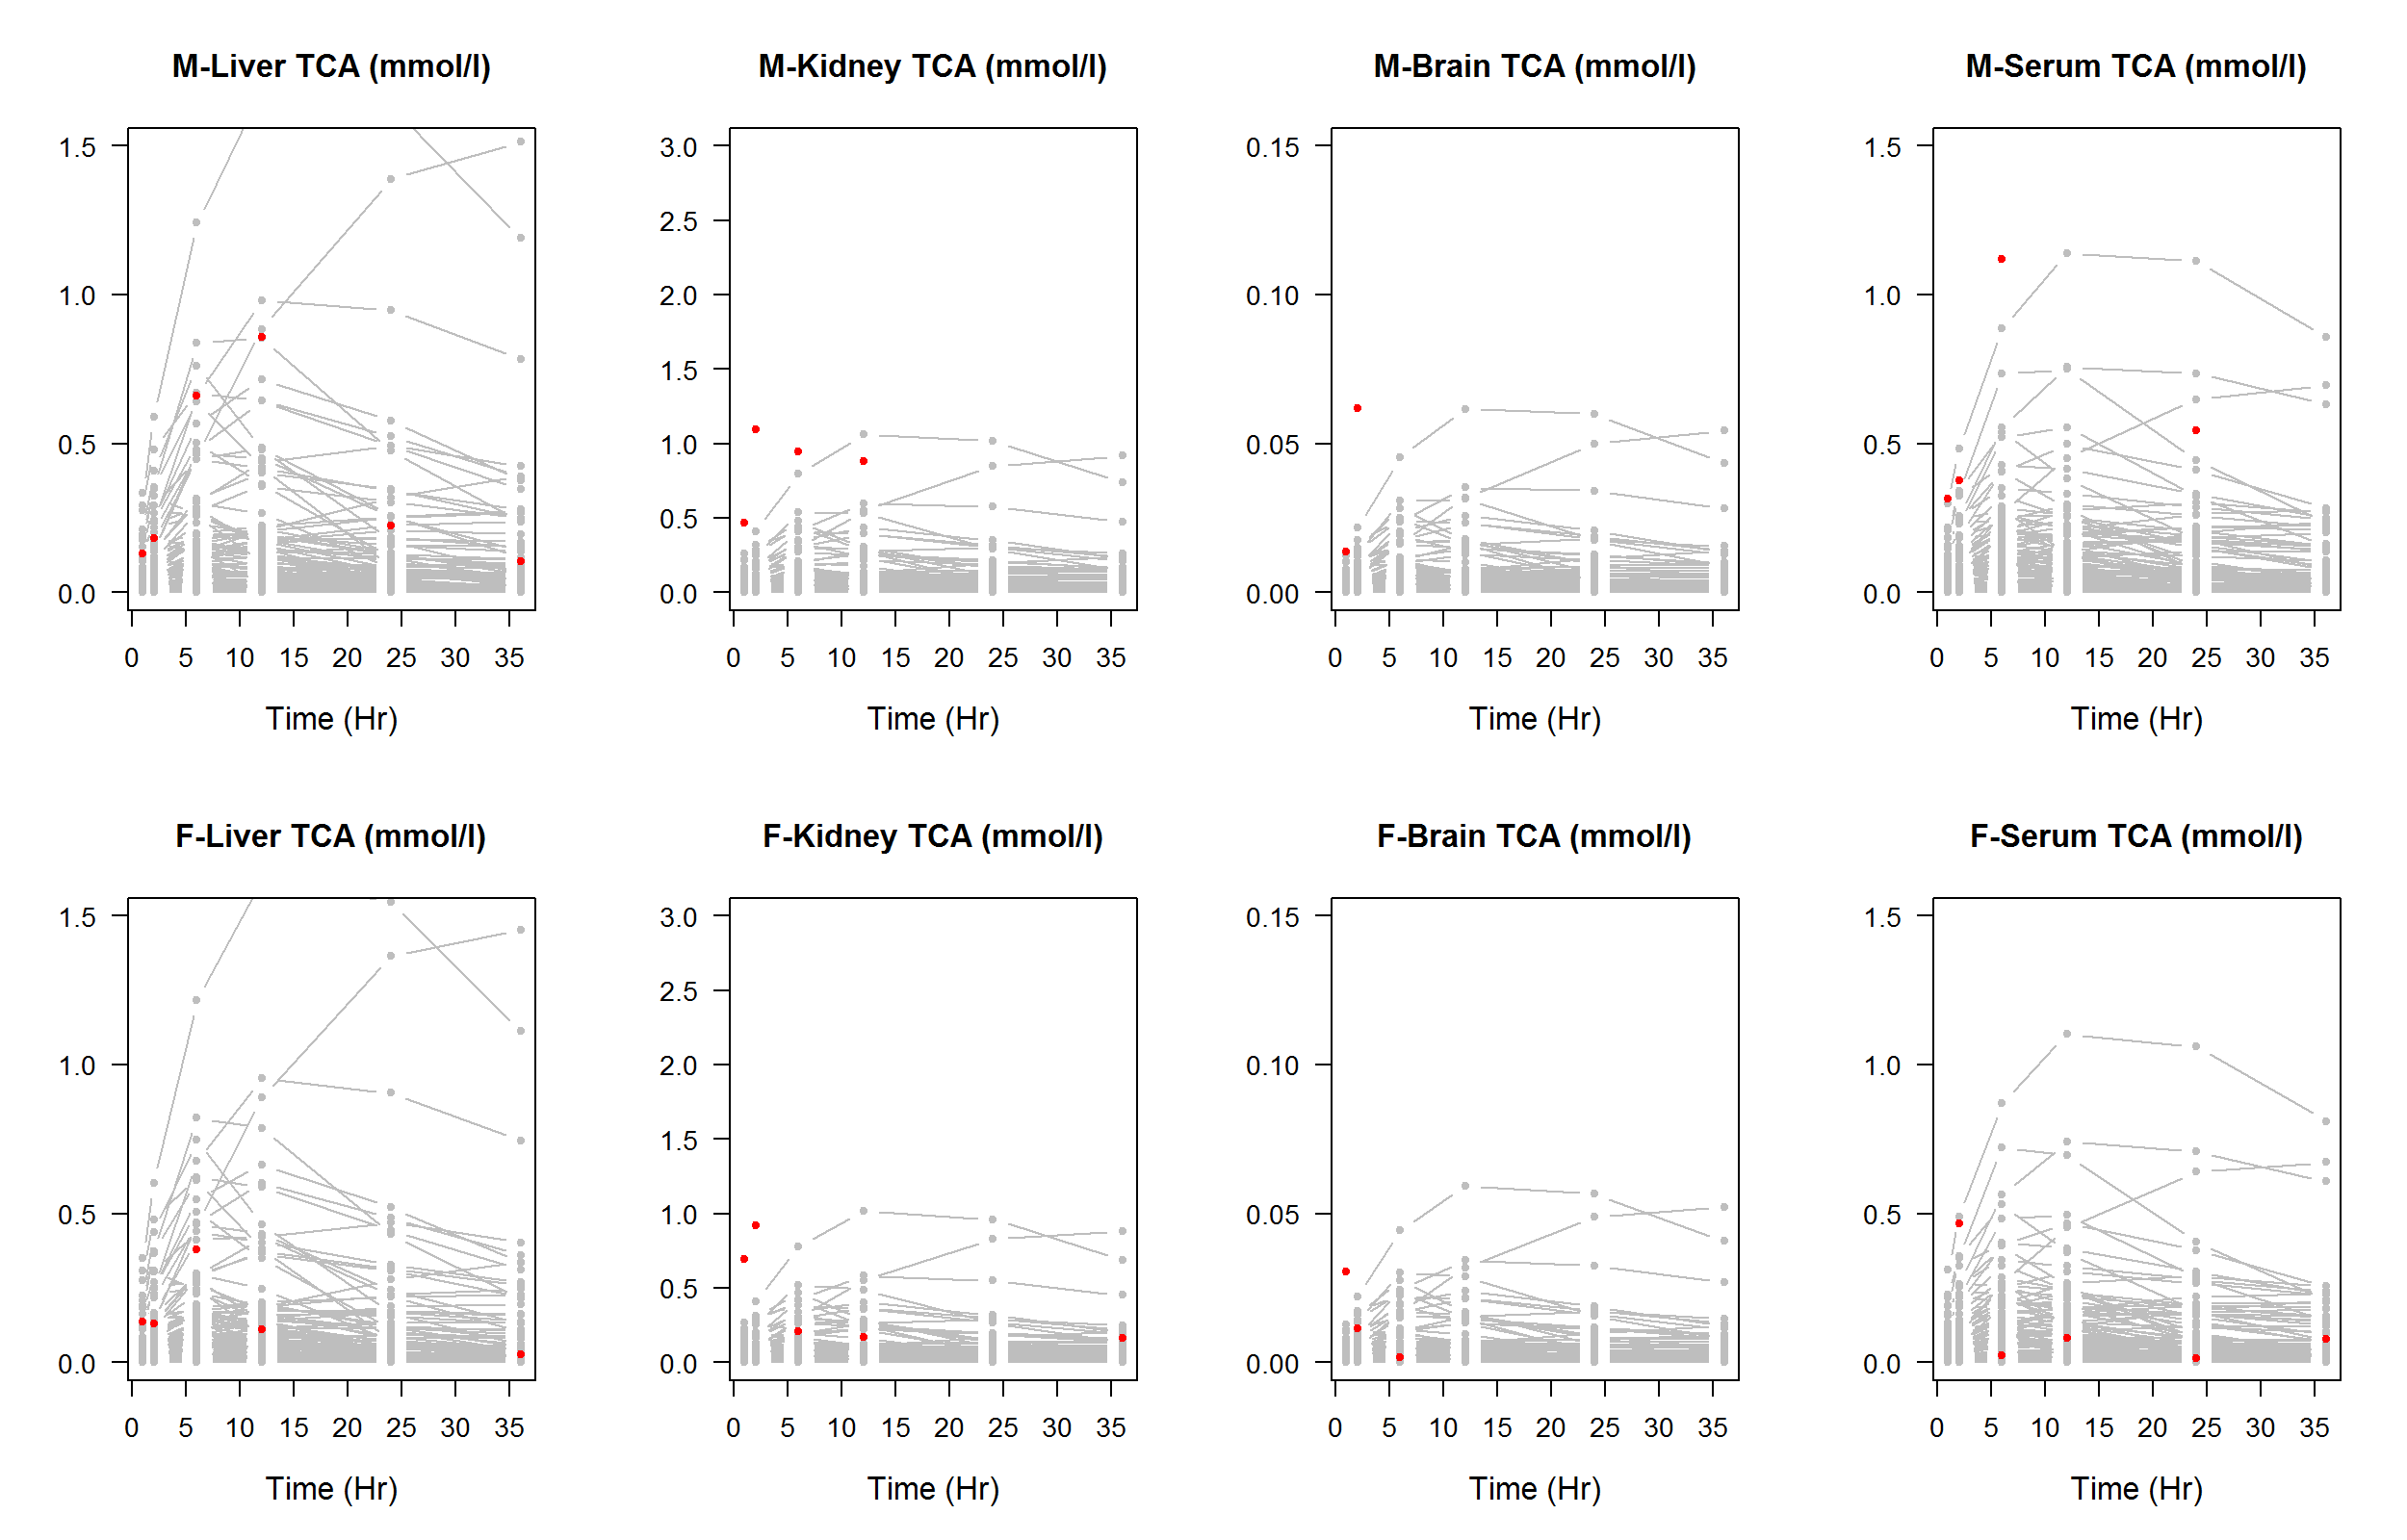 M-Liver TCA (mmol/l)
1.5
1.0
0.5
0.0
0 5 10 15 20 25 30 35
Time (Hr)
M-Kidney TCA (mmol/l)
3.0
2.5
2.0
1.5
1.0
0.5
0.0
0 5 10 15 20 25 30 35
Time (Hr)
M-Brain TCA (mmol/l)
0.15
0.10
0.05
0.00
0 5 10 15 20 25 30 35
Time (Hr)
M-Serum TCA (mmol/l)
1.5
1.0
0.5
0.0
0 5 10 15 20 25 30 35
Time (Hr)
F-Liver TCA (mmol/l)
1.5
1.0
0.5
0.0
0 5 10 15 20 25 30 35
Time (Hr)
F-Kidney TCA (mmol/l)
3.0
2.5
2.0
1.5
1.0
0.5
0.0
0 5 10 15 20 25 30 35
Time (Hr)
F-Brain TCA (mmol/l)
0.15
0.10
0.05
0.00
0 5 10 15 20 25 30 35
Time (Hr)
F-Serum TCA (mmol/l)
1.5
1.0
0.5
0.0
0 5 10 15 20 25 30 35
Time (Hr)